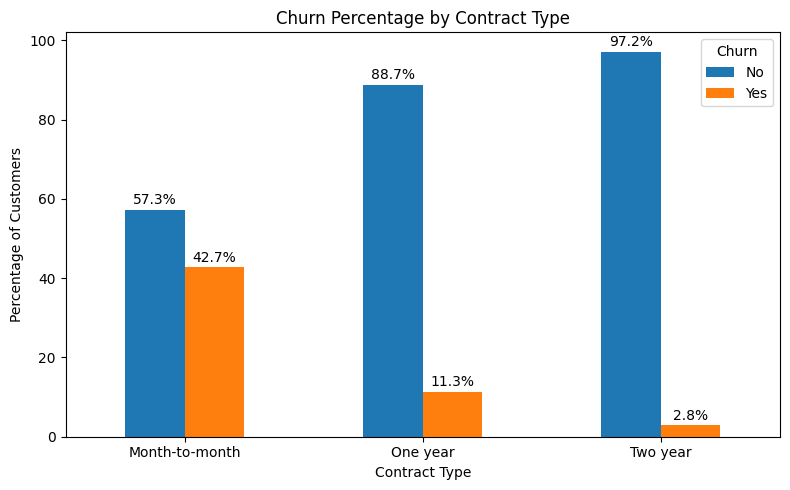 Churn Percentage by Contract Type
Percentage of Customers
100
80
60
40
20
0
57.3%
42.7%
88.7%
11.3%
97.2%
2.8%
Churn
No
Yes
Month-to-month
One year
Two year
Contract Type